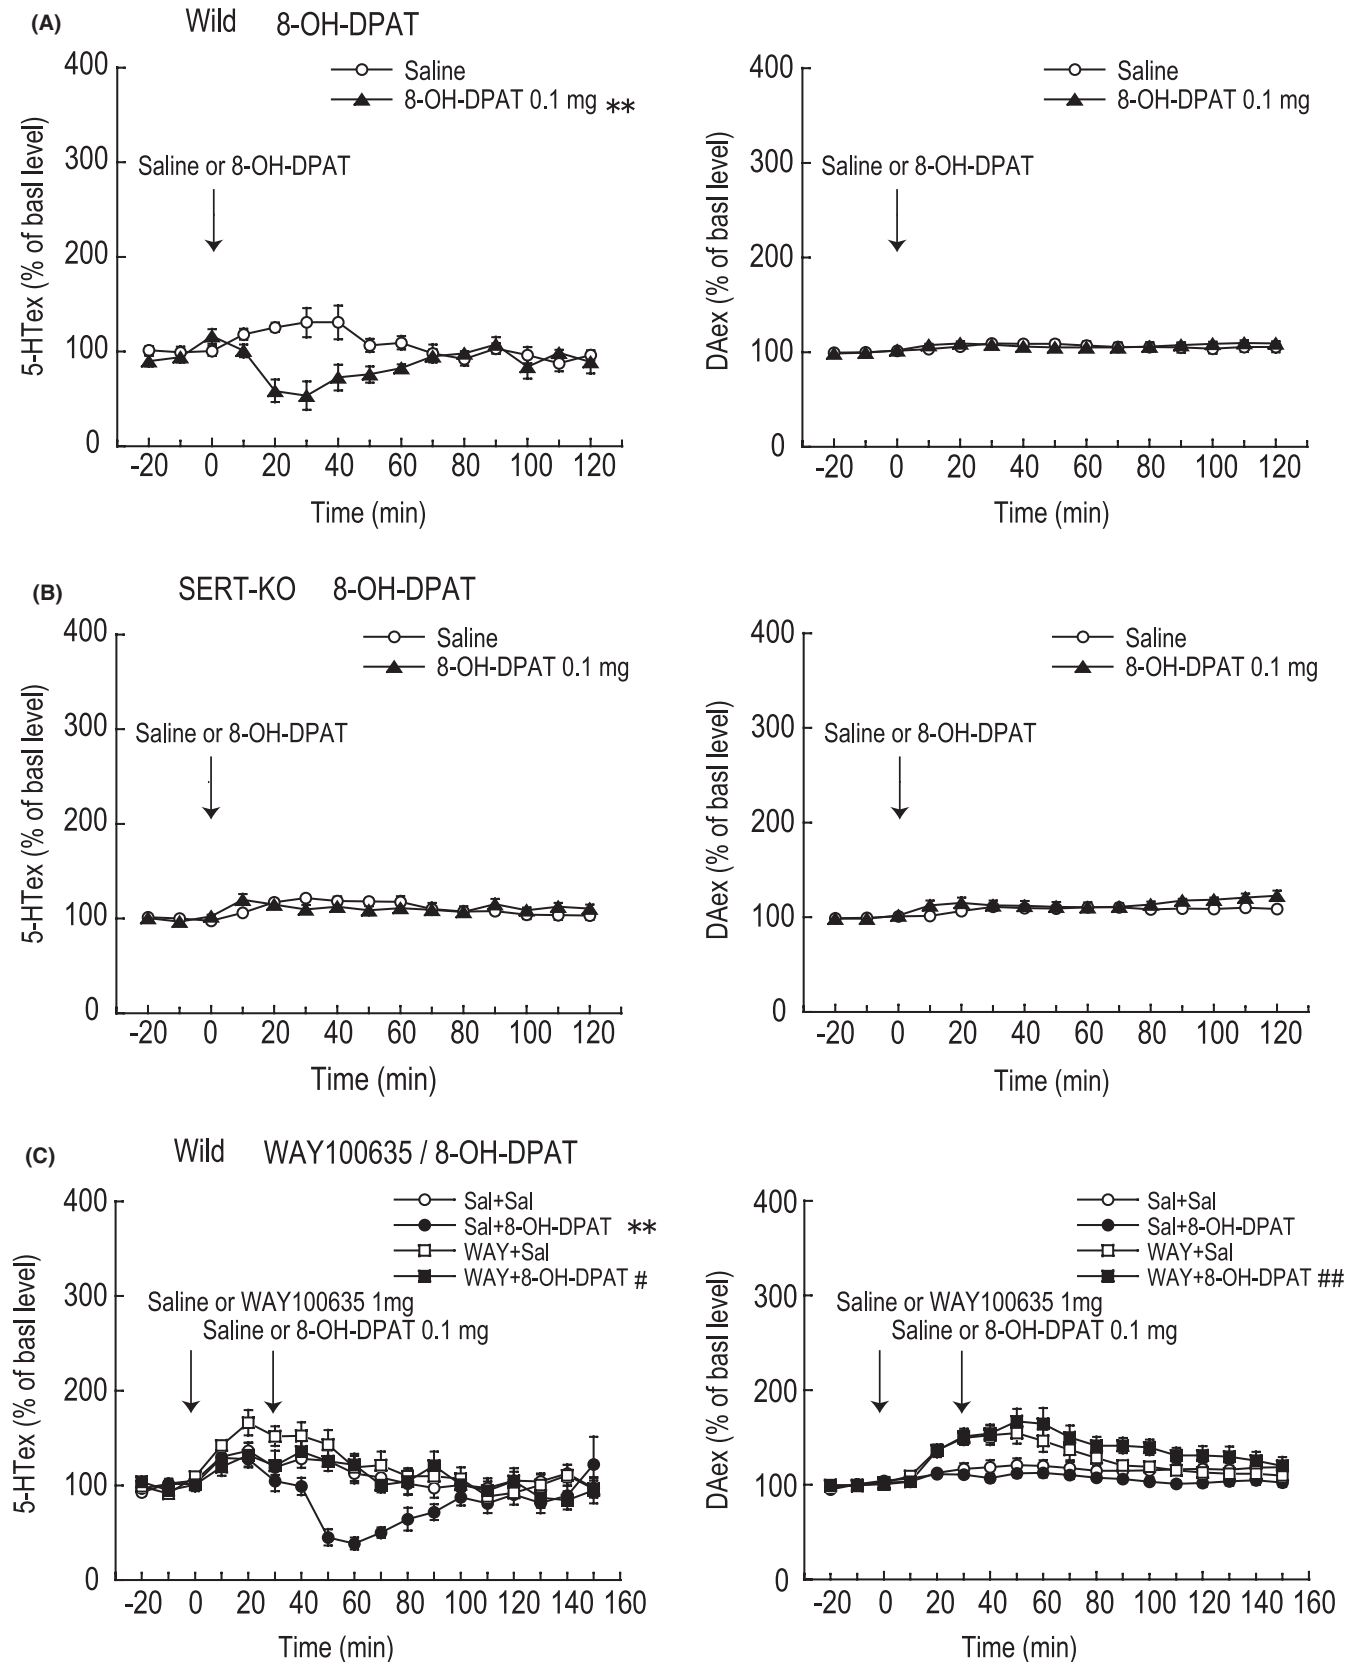 (A) Wild 8-OH-DPAT
400
300
200
100
0
5-HTex (% of basl level)
Saline
8-OH-DPAT 0.1 mg **
Saline or 8-OH-DPAT
-20 0 20 40 60 80 100 120
Time (min)
400
300
200
100
0
DAex (% of basl level)
Saline
8-OH-DPAT 0.1 mg
Saline or 8-OH-DPAT
-20 0 20 40 60 80 100 120
Time (min)
(B) SERT-KO 8-OH-DPAT
400
300
200
100
0
5-HTex (% of basl level)
Saline
8-OH-DPAT 0.1 mg
Saline or 8-OH-DPAT
-20 0 20 40 60 80 100 120
Time (min)
400
300
200
100
0
DAex (% of basl level)
Saline
8-OH-DPAT 0.1 mg
Saline or 8-OH-DPAT
-20 0 20 40 60 80 100 120
Time (min)
(C) Wild WAY100635 / 8-OH-DPAT
400
300
200
100
0
5-HTex (% of basl level)
Sal+Sal
Sal+8-OH-DPAT **
WAY+Sal
WAY+8-OH-DPAT #
Saline or WAY100635 1mg
Saline or 8-OH-DPAT 0.1 mg
-20 0 20 40 60 80 100 120 140 160
Time (min)
400
300
200
100
0
DAex (% of basl level)
Sal+Sal
Sal+8-OH-DPAT
WAY+Sal
WAY+8-OH-DPAT ##
Saline or WAY100635 1mg
Saline or 8-OH-DPAT 0.1 mg
-20 0 20 40 60 80 100 120 140 160
Time (min)